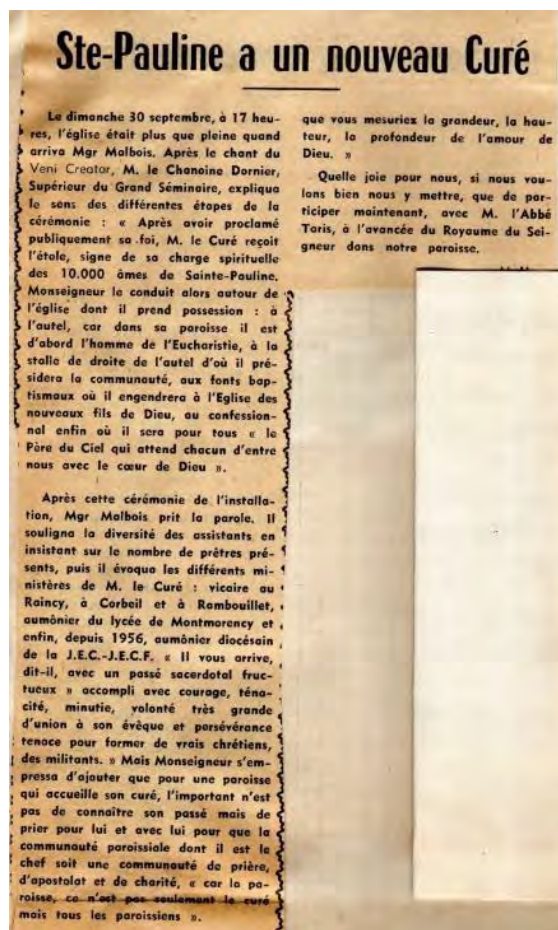 Ste-Pauline a un nouveau Curé
Le dimanche 30 septembre, à 17 heu-
res, l'église était plus que pleine quand
arriva Mgr Malbois. Après le chant du
Veni Creator, M. le Chanoine Dornier,
Supérieur du Grand Séminaire, expliqua
le sens des différentes étapes de la
cérémonie : « Après avoir proclamé
publiquement sa foi, M. le Curé reçoit
l'étole, signe de sa charge spirituelle
des 10.000 âmes de Sainte-Pauline.
Monseigneur le conduit alors autour de
l'église dont il prend possession : à
l'autel, car dans sa paroisse il est
d'abord l'homme de l'Eucharistie, à la
stalle de droite de l'autel d'où il pré-
sidera la communauté, aux fonts bap-
tismaux où il engendrera à l'Eglise des
nouveaux fils de Dieu, au confession-
nal enfin où il sera pour tous « le
Père du Ciel qui attend chacun d'entre
nous avec le cœur de Dieu ».
Après cette cérémonie de l'installa-
tion, Mgr Malbois prit la parole. Il
souligna la diversité des assistants en
insistant sur le nombre de prêtres pré-
sents, puis il évoqua les différents mi-
nistères de M. le Curé : vicaire au
Raincy, à Corbeil et à Rambouillet,
aumônier du lycée de Montmorency et
enfin, depuis 1956, aumônier diocésain
de la J.E.C.-J.E.C.F. « Il vous arrive,
dit-il, avec un passé sacerdotal fruc-
tueux » accompli avec courage, téna-
cité, minutie, volonté très grande
d'union à son évêque et persévérance
tenace pour former de vrais chrétiens,
des militants. » Mais Monseigneur s'em-
pressa d'ajouter que pour une paroisse
qui accueille son curé, l'important n'est
pas de connaître son passé mais de
prier pour lui et avec lui pour que la
communauté paroissiale dont il est le
chef soit une communauté de prière,
d'apostolat et de charité, « car la pa-
roisse, ce n'est pas seulement le curé
mais tous les paroissiens ».
que vous mesuriez la grandeur, la hau-
teur, la profondeur de l'amour de
Dieu. »
Quelle joie pour nous, si nous vou-
lons bien nous y mettre, que de par-
ticiper maintenant, avec M. l'Abbé
Taris, à l'avancée du Royaume du Sei-
gneur dans notre paroisse.